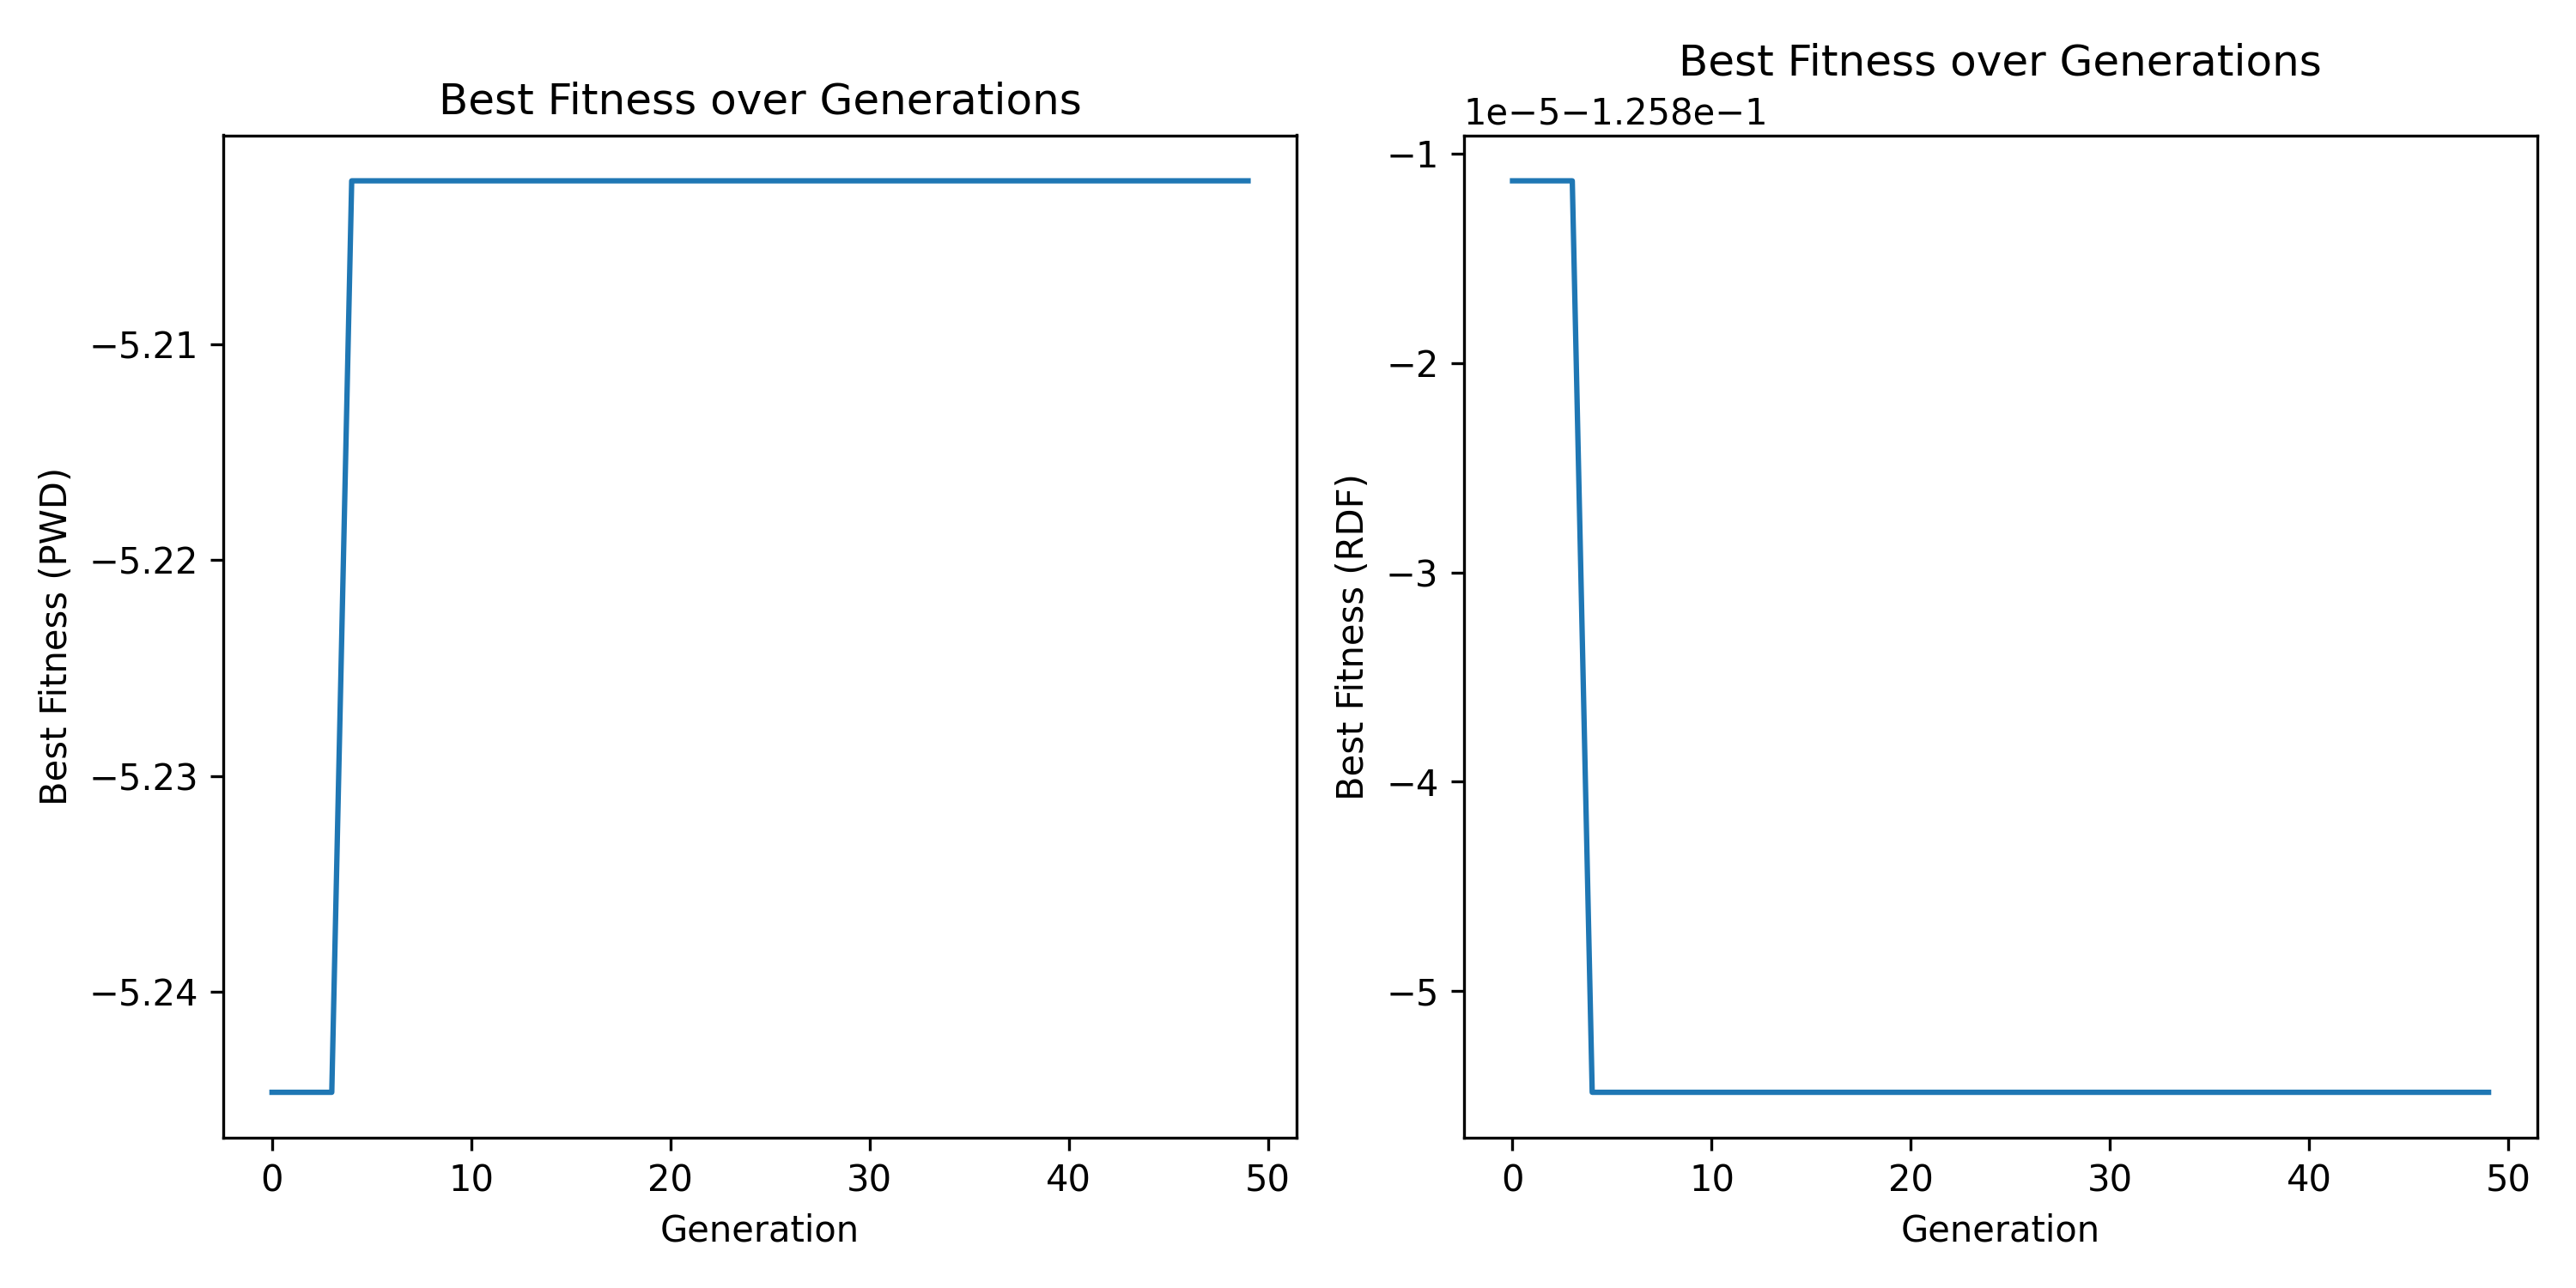 Best Fitness over Generations
Best Fitness (PWD)
−5.21
−5.22
−5.23
−5.24
0 10 20 30 40 50
Generation
Best Fitness over Generations
1e−5−1.258e−1
Best Fitness (RDF)
−1
−2
−3
−4
−5
0 10 20 30 40 50
Generation